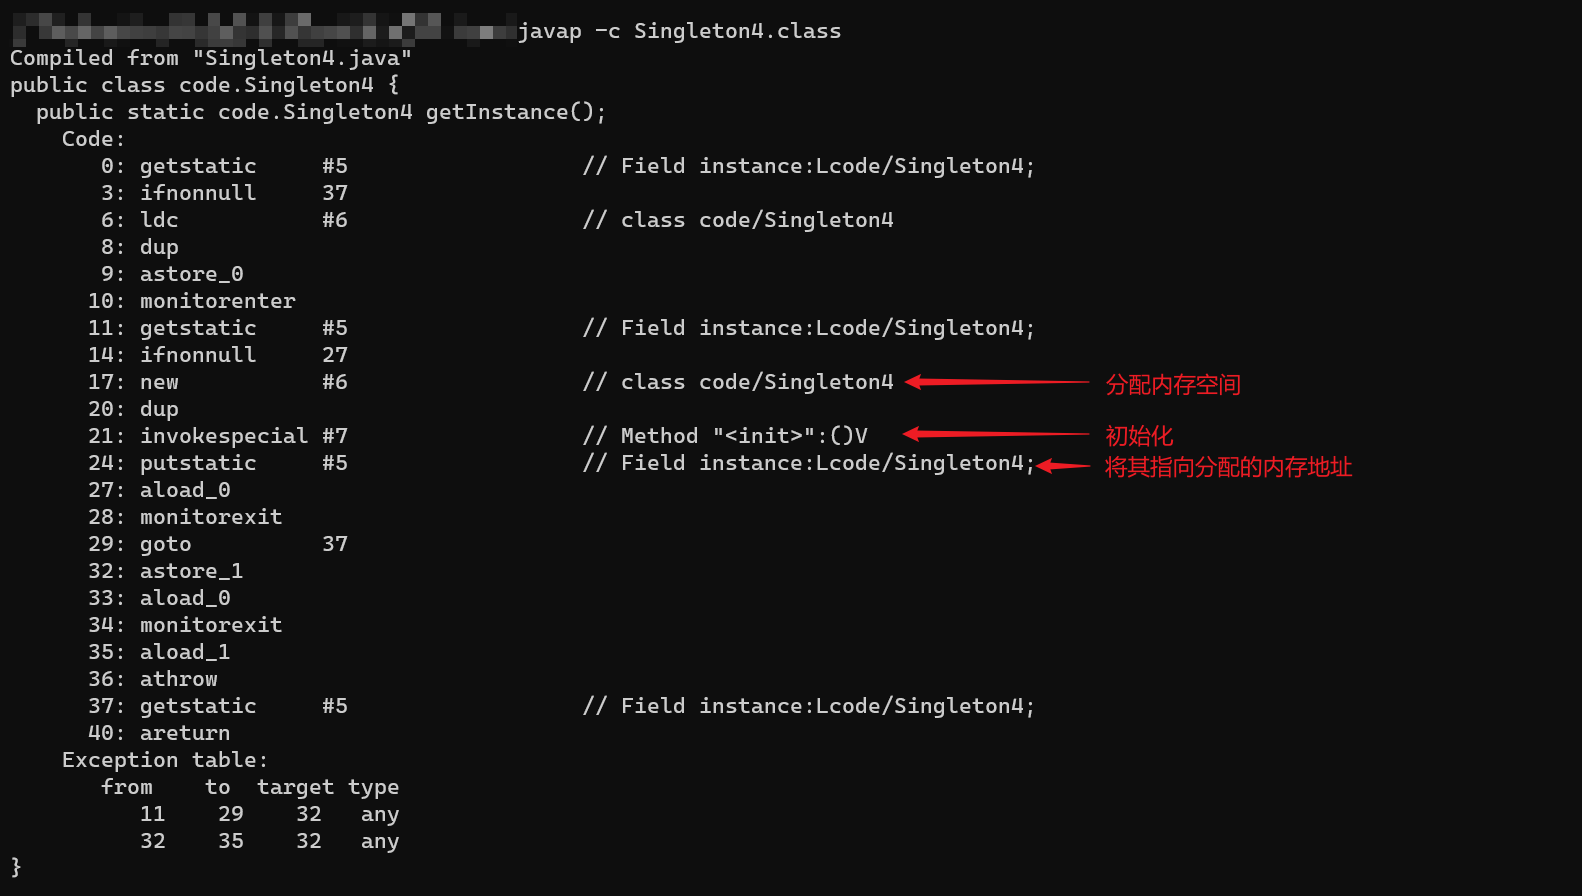 javap -c Singleton4.class
Compiled from "Singleton4.java"
public class code.Singleton4 {
  public static code.Singleton4 getInstance();
    Code:
       0: getstatic     #5                  // Field instance:Lcode/Singleton4;
       3: ifnonnull     37
       6: ldc           #6                  // class code/Singleton4
       8: dup
       9: astore_0
      10: monitorenter
      11: getstatic     #5                  // Field instance:Lcode/Singleton4;
      14: ifnonnull     27
      17: new           #6                  // class code/Singleton4 分配内存空间
      20: dup
      21: invokespecial #7                  // Method "<init>":()V 初始化
      24: putstatic     #5                  // Field instance:Lcode/Singleton4; 将其指向分配的内存地址
      27: aload_0
      28: monitorexit
      29: goto          37
      32: astore_1
      33: aload_0
      34: monitorexit
      35: aload_1
      36: athrow
      37: getstatic     #5                  // Field instance:Lcode/Singleton4;
      40: areturn
    Exception table:
       from    to  target type
          11    29    32   any
          32    35    32   any
}